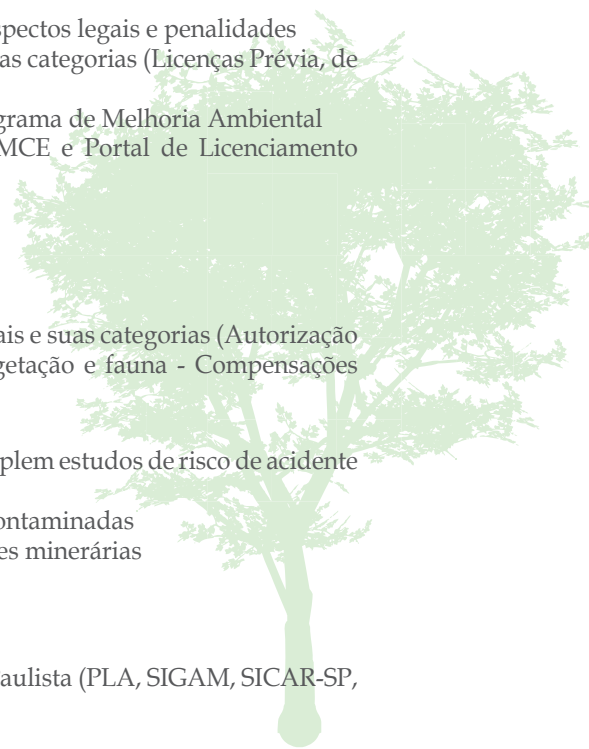 spectos legais e penalidades
as categorias (Licenças Prévia, de
grama de Melhoria Ambiental
MCE e Portal de Licenciamento
ais e suas categorias (Autorização
getação e fauna - Compensações
plem estudos de risco de acidente
ontaminadas
es minerárias
aulista (PLA, SIGAM, SICAR-SP,